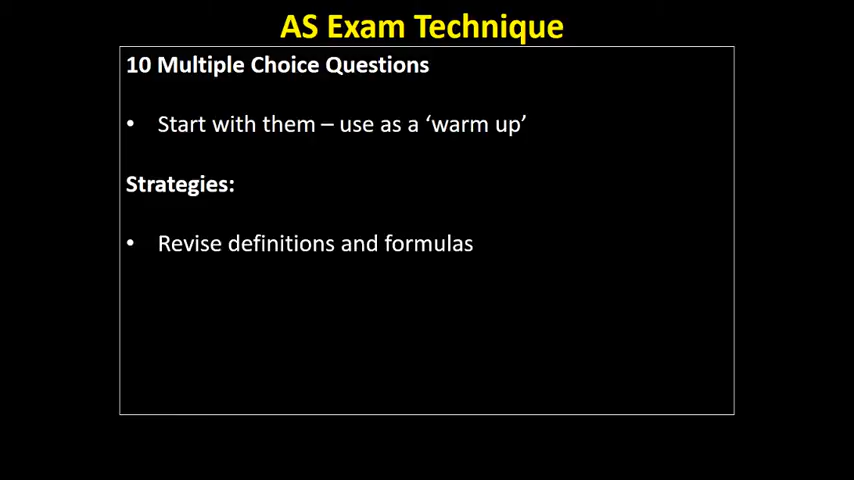 AS Exam Technique
10 Multiple Choice Questions
• Start with them – use as a ‘warm up’
Strategies:
• Revise definitions and formulas